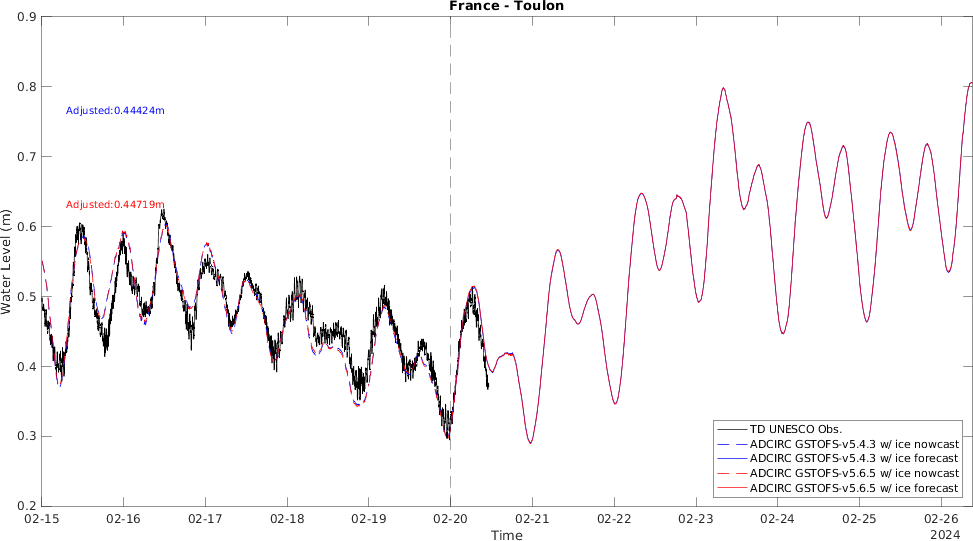 France - Toulon
0.9
0.8
0.7
0.6
0.5
0.4
0.3
0.2
Water Level (m)
Adjusted:0.44424m
Adjusted:0.44719m
TD UNESCO Obs.
ADCIRC GSTOFS-v5.4.3 w/ ice nowcast
ADCIRC GSTOFS-v5.4.3 w/ ice forecast
ADCIRC GSTOFS-v5.6.5 w/ ice nowcast
ADCIRC GSTOFS-v5.6.5 w/ ice forecast
02-15 02-16 02-17 02-18 02-19 02-20 02-21 02-22 02-23 02-24 02-25 02-26
2024
Time